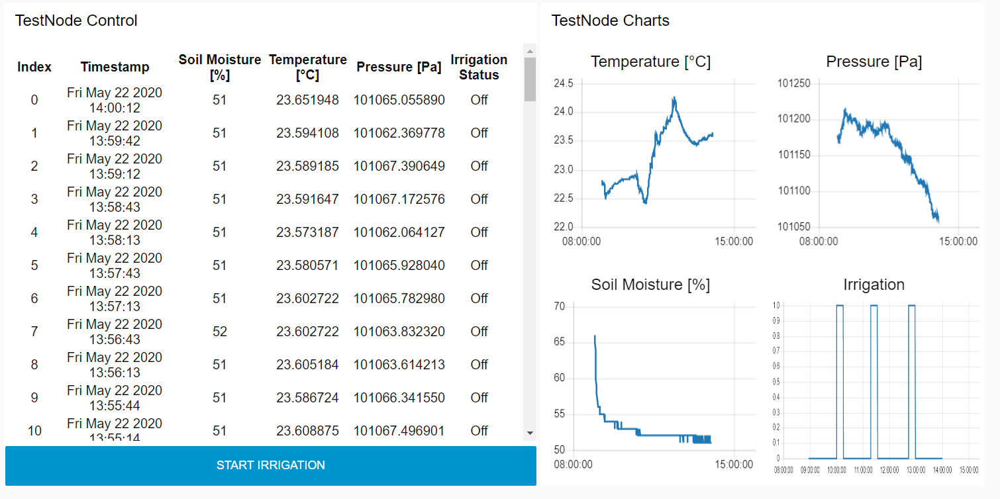 TestNode Control
Index Timestamp Soil Moisture [%] Temperature [°C] Pressure [Pa] Irrigation Status
0 Fri May 22 2020 14:00:12 51 23.651948 101065.055890 Off
1 Fri May 22 2020 13:59:42 51 23.594108 101062.369778 Off
2 Fri May 22 2020 13:59:12 51 23.589185 101067.390649 Off
3 Fri May 22 2020 13:58:43 51 23.591647 101067.172576 Off
4 Fri May 22 2020 13:58:13 51 23.573187 101062.064127 Off
5 Fri May 22 2020 13:57:43 51 23.580571 101065.928040 Off
6 Fri May 22 2020 13:57:13 51 23.602722 101065.782980 Off
7 Fri May 22 2020 13:56:43 52 23.602722 101063.832320 Off
8 Fri May 22 2020 13:56:13 51 23.605184 101063.614213 Off
9 Fri May 22 2020 13:55:44 51 23.586724 101066.341550 Off
10 Fri May 22 2020 13:55:14 51 23.608875 101067.496901 Off
START IRRIGATION
TestNode Charts
Temperature [°C]
24.5
24.0
23.5
23.0
22.5
22.0
08:00:00 15:00:00
Pressure [Pa]
101250
101200
101150
101100
101050
08:00:00 15:00:00
Soil Moisture [%]
70
65
60
55
50
08:00:00 15:00:00
Irrigation
1.0
0.9
0.8
0.7
0.6
0.5
0.4
0.3
0.2
0.1
0
08:00:00 09:00:00 10:00:00 11:00:00 12:00:00 13:00:00 14:00:00 15:00:00